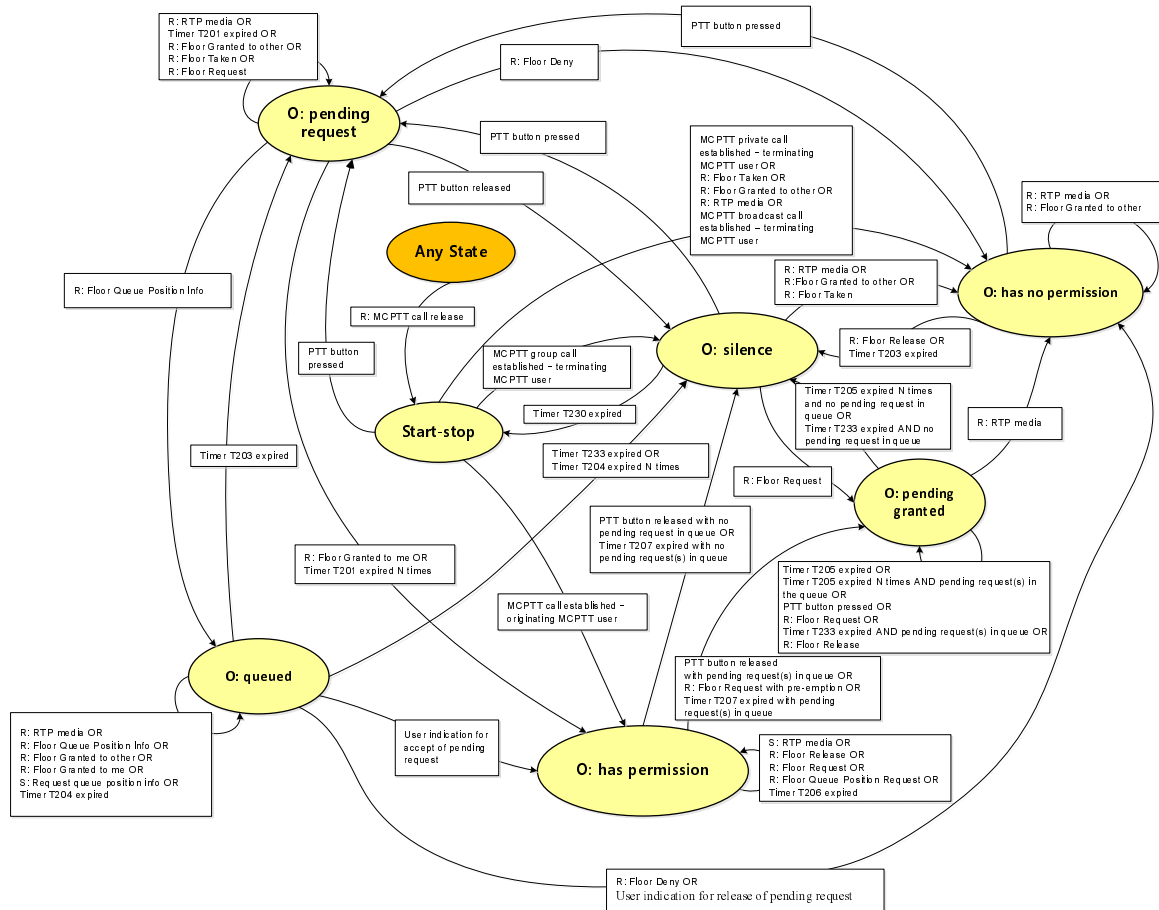 R: RTP media OR
Timer T201 expired OR
R: Floor Granted to other OR
R: Floor Taken OR
R: Floor Request
PTT button pressed
R: Floor Deny
O: pending
request
PTT button pressed
MCPTT private call
established – terminating
MCPTT user OR
R: Floor Taken OR
R: Floor Granted to other OR
R: RTP media OR
MCPTT broadcast call
established – terminating
MCPTT user
PTT button released
R: RTP media OR
R: Floor Granted to other
Any State
R: Floor Queue Position Info
R: RTP media OR
R:Floor Granted to other OR
R: Floor Taken
O: has no permission
R: MCPTT call release
PTT button
pressed
MCPTT group call
established – terminating
MCPTT user
O: silence
R: Floor Release OR
Timer T203 expired
Timer T205 expired N times
and no pending request in
queue OR
Timer T233 expired AND no
pending request in queue
Timer T230 expired
R: RTP media
Start-stop
Timer T203 expired
Timer T233 expired OR
Timer T204 expired N times
R: Floor Request
O: pending
granted
PTT button released with no
pending request in queue OR
Timer T207 expired with no
pending request(s) in queue
R: Floor Granted to me OR
Timer T201 expired N times
Timer T205 expired OR
Timer T205 expired N times AND pending request(s) in
the queue OR
PTT button pressed OR
R: Floor Request OR
Timer T233 expired AND pending request(s) in queue OR
R: Floor Release
MCPTT call established –
originating MCPTT user
O: queued
PTT button released
with pending request(s) in queue OR
R: Floor Request with pre-emption OR
Timer T207 expired with pending
request(s) in queue
R: RTP media OR
R: Floor Queue Position Info OR
R: Floor Granted to other OR
R: Floor Granted to me OR
S: Request queue position info OR
Timer T204 expired
User indication for
accept of pending
request
O: has permission
S: RTP media OR
R: Floor Release OR
R: Floor Request OR
R: Floor Queue Position Request OR
Timer T206 expired
R: Floor Deny OR
User indication for release of pending request